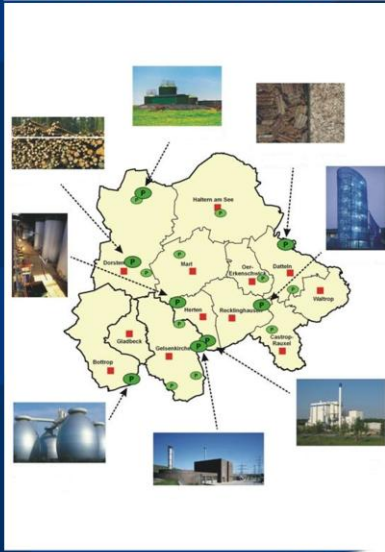 P
P
Haltern am See
P
P
Dorsten
P
P
Marl
P
Oer-
Erkenschwick
P
Datteln
P
Waltrop
P
Herten
P
Recklinghausen
P
Gladbeck
P
Gelsenkirchen
P
P
P
Castrop-
Rauxel
P
Bottrop
P
P
P